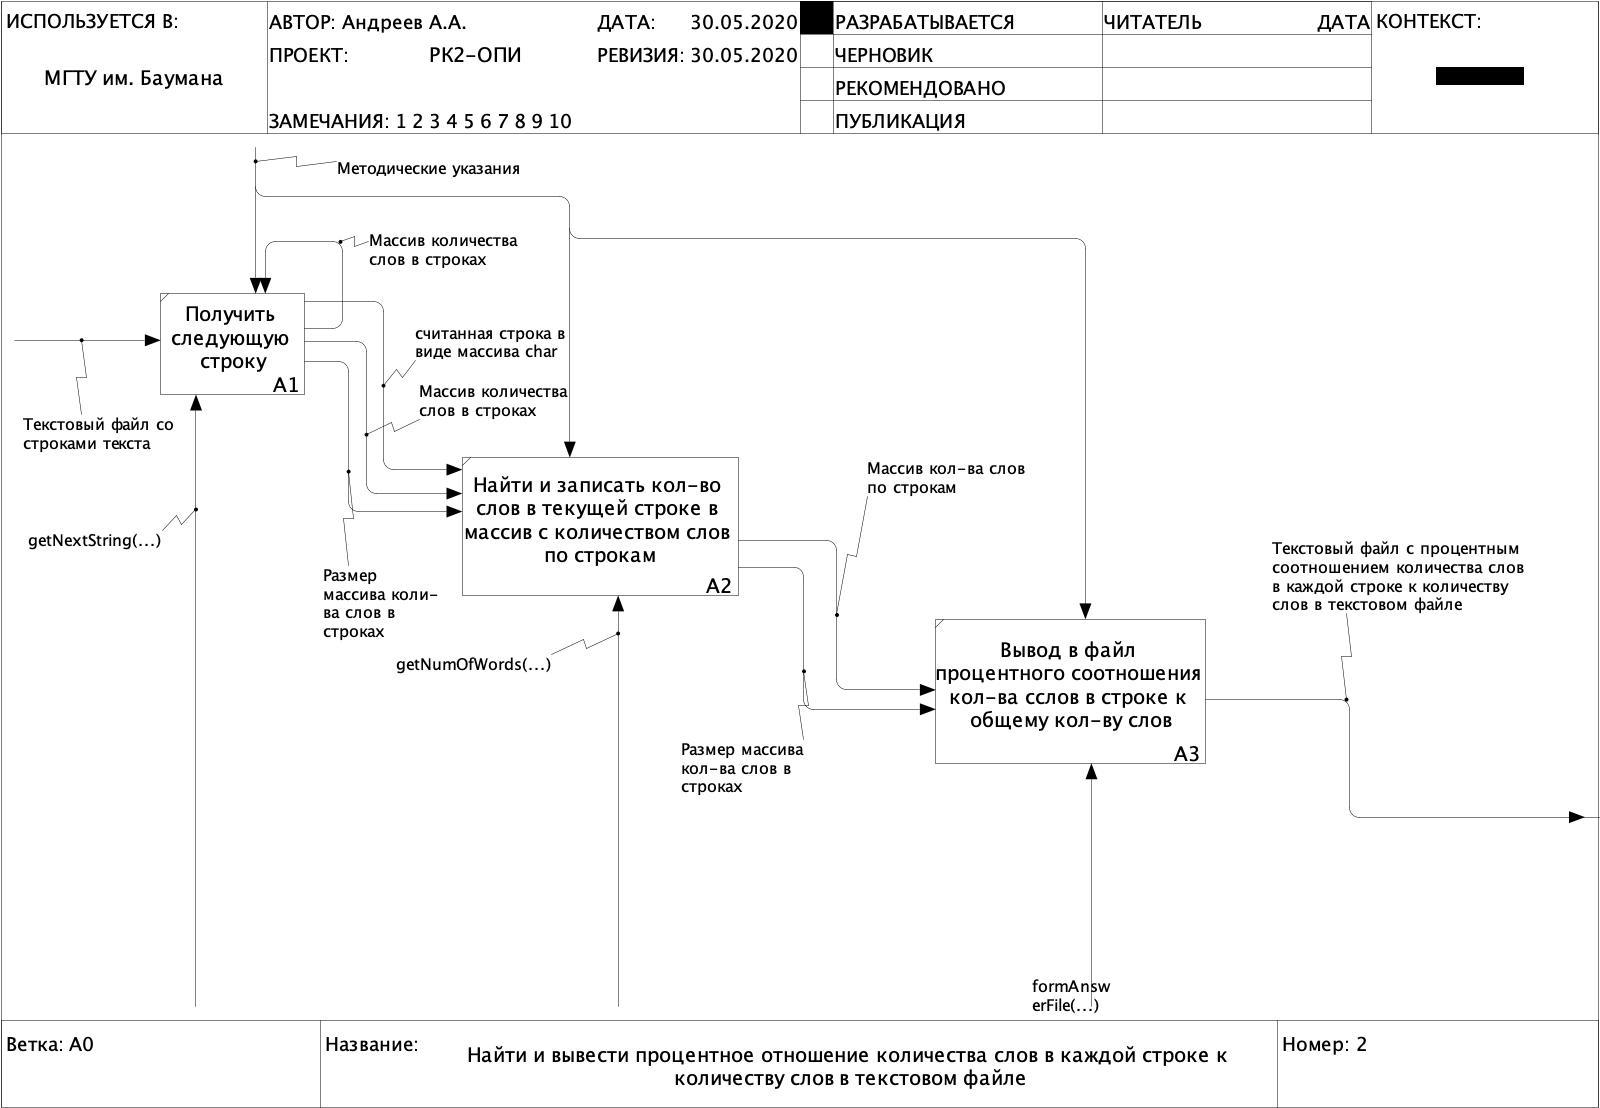 ИСПОЛЬЗУЕТСЯ В:
МГТУ им. Баумана
АВТОР: Андреев А.А.
ДАТА: 30.05.2020
ПРОЕКТ: РК2-ОПИ
РЕВИЗИЯ: 30.05.2020
ЗАМЕЧАНИЯ: 1 2 3 4 5 6 7 8 9 10
РАЗРАБАТЫВАЕТСЯ
ЧЕРНОВИК
РЕКОМЕНДОВАНО
ПУБЛИКАЦИЯ
ЧИТАТЕЛЬ
ДАТА
КОНТЕКСТ:
Методические указания
Массив количества
слов в строках
Получить
следующую
строку
A1
считанная строка в
виде массива char
Массив количества
слов в строках
Текстовый файл со
строками текста
getNextString(...)
Размер
массива коли-
ва слов в
строках
Найти и записать кол-во
слов в текущей строке в
массив с количеством слов
по строкам
A2
getNumOfWords(...)
Массив кол-ва слов
по строкам
Размер массива
кол-ва слов в
строках
Текстовый файл с процентным
соотношением количества слов
в каждой строке к количеству
слов в текстовом файле
Вывод в файл
процентного соотношения
кол-ва сслов в строке к
общему кол-ву слов
A3
formAnsw
erFile(...)
Ветка: A0
Название:
Найти и вывести процентное отношение количества слов в каждой строке к
количеству слов в текстовом файле
Номер: 2